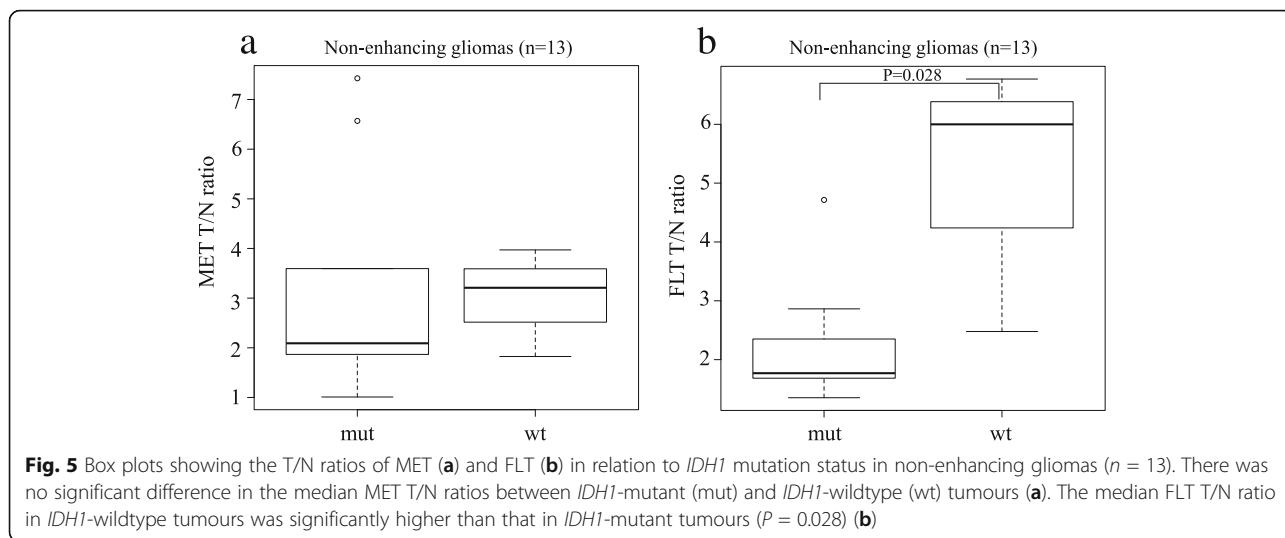 a
Non-enhancing gliomas (n=13)
MET T/N ratio
7
6
5
4
3
2
1
mut
wt
b
Non-enhancing gliomas (n=13)
P=0.028
FLT T/N ratio
6
5
4
3
2
mut
wt
Fig. 5 Box plots showing the T/N ratios of MET (a) and FLT (b) in relation to IDH1 mutation status in non-enhancing gliomas (n = 13). There was
no significant difference in the median MET T/N ratios between IDH1-mutant (mut) and IDH1-wildtype (wt) tumours (a). The median FLT T/N ratio
in IDH1-wildtype tumours was significantly higher than that in IDH1-mutant tumours (P = 0.028) (b)